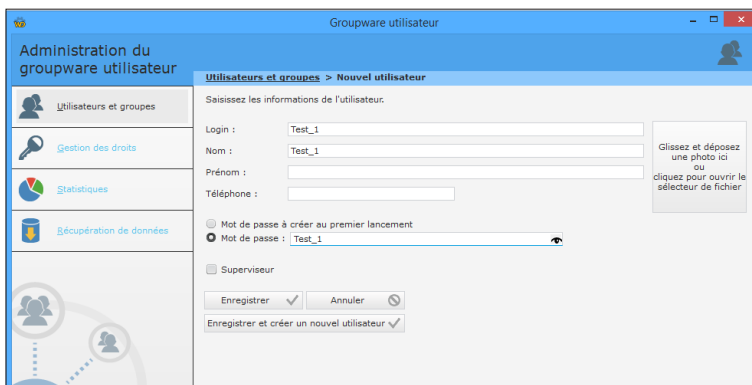 Groupware utilisateur
Administration du
groupware utilisateur
Utilisateurs et groupes > Nouvel utilisateur
Utilisateurs et groupes
Gestion des droits
Statistiques
Récupération de données
Saisissez les informations de l'utilisateur.
Login : Test_1
Nom : Test_1
Prénom :
Téléphone :
Glissez et déposez
une photo ici
ou
cliquez pour ouvrir le
sélecteur de fichier
Mot de passe à créer au premier lancement
Mot de passe : Test_1
Superviseur
Enregistrer Annuler
Enregistrer et créer un nouvel utilisateur